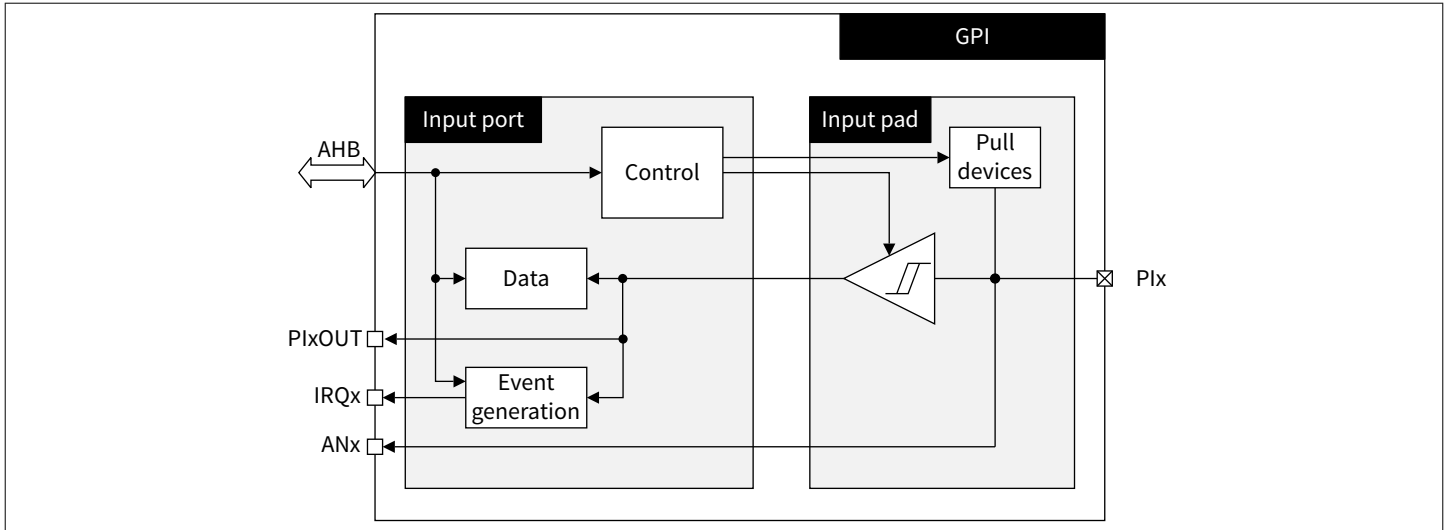 GPI
Input port
Input pad
AHB
Control
Pull
devices
Data
PIx
PIxOUT
IRQx
Event
generation
ANx